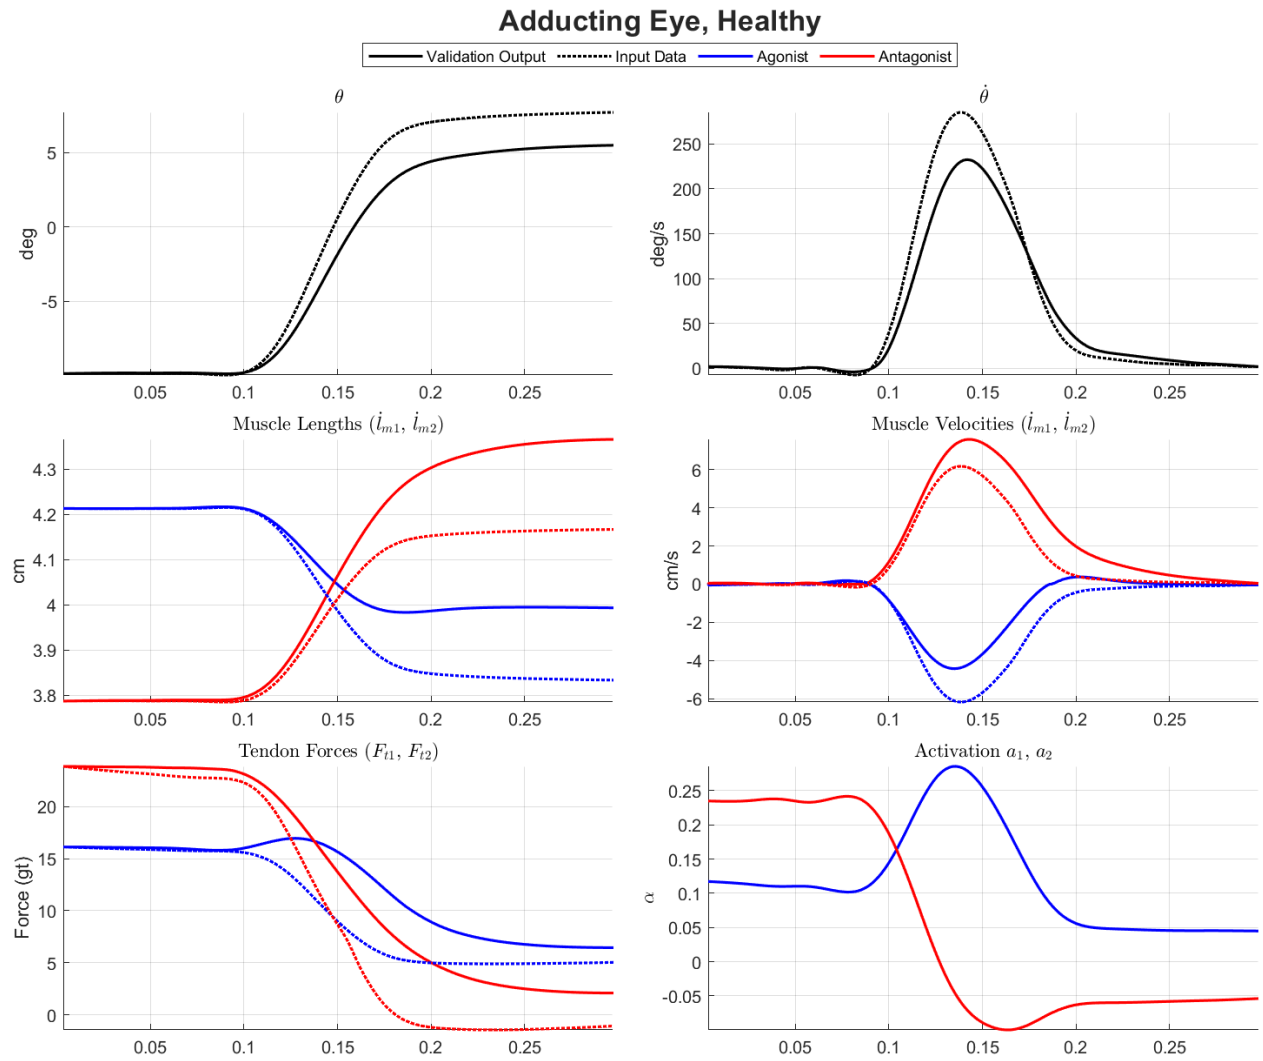 Adducting Eye, Healthy
Validation Output Input Data Agonist Antagonist
θ
deg
5
0
-5
0.05 0.1 0.15 0.2 0.25
θ̇
deg/s
250
200
150
100
50
0
0.05 0.1 0.15 0.2 0.25
Muscle Lengths (l̇m1, l̇m2)
cm
4.3
4.2
4.1
4
3.9
3.8
0.05 0.1 0.15 0.2 0.25
Muscle Velocities (l̇m1, l̇m2)
cm/s
6
4
2
0
-2
-4
-6
0.05 0.1 0.15 0.2 0.25
Tendon Forces (Ft1, Ft2)
Force (gt)
20
15
10
5
0
0.05 0.1 0.15 0.2 0.25
Activation a1, a2
α
0.25
0.2
0.15
0.1
0.05
0
-0.05
0.05 0.1 0.15 0.2 0.25